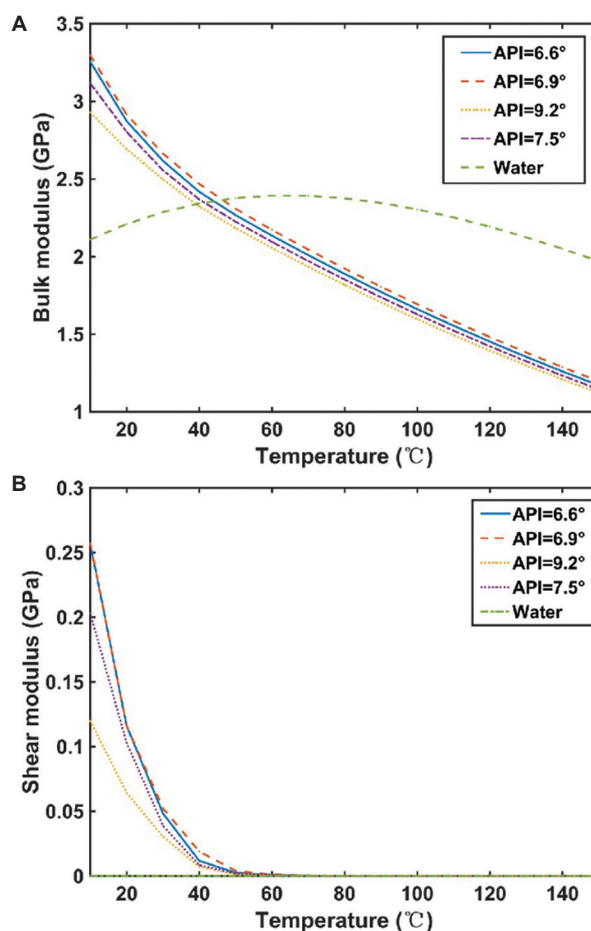 A
3.5
3
2.5
2
1.5
1
Bulk modulus (GPa)
API=6.6°
API=6.9°
API=9.2°
API=7.5°
Water
20 40 60 80 100 120 140
Temperature (℃)
B
0.3
0.25
0.2
0.15
0.1
0.05
0
Shear modulus (GPa)
API=6.6°
API=6.9°
API=9.2°
API=7.5°
Water
20 40 60 80 100 120 140
Temperature (℃)